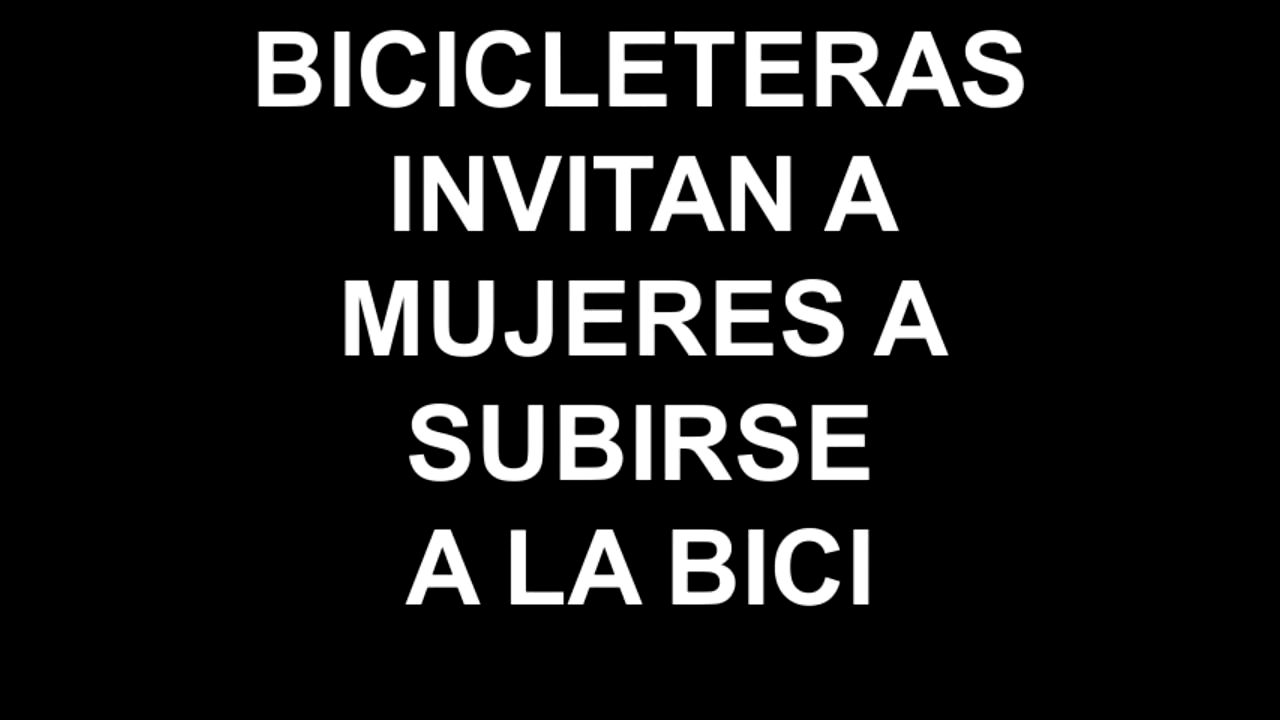 BICICLETERAS
INVITAN A
MUJERES A
SUBIRSE
A LA BICI